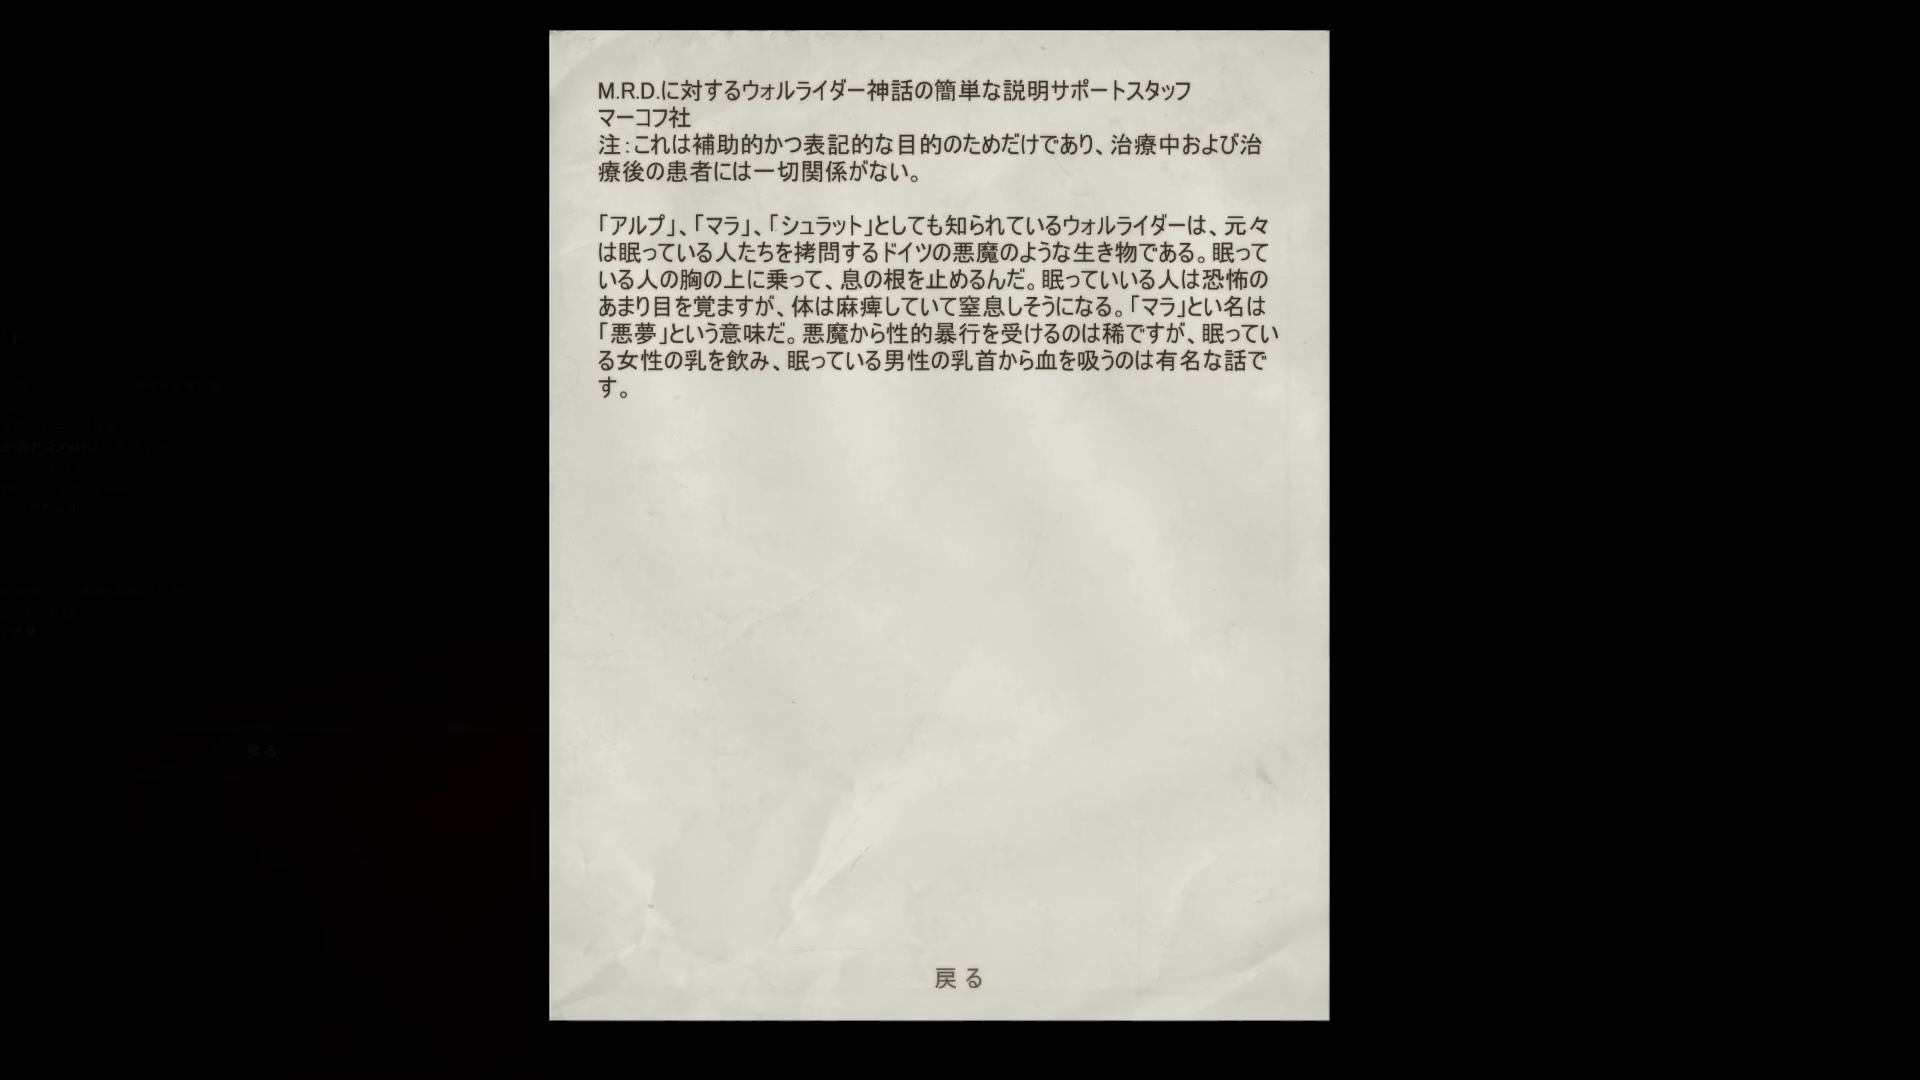 M.R.D.に対するウォルライダー神話の簡単な説明サポートスタッフ
マーコフ社
注：これは補助的かつ表記的な目的のためだけであり、治療中および治
療後の患者には一切関係がない。
「アルプ」、「マラ」、「シュラット」としても知られているウォルライダーは、元々
は眠っている人たちを拷問するドイツの悪魔のような生き物である。眠って
いる人の胸の上に乗って、息の根を止めるんだ。眠っていいる人は恐怖の
あまり目を覚ますが、体は麻痺していて窒息しそうになる。「マラ」とい名は
「悪夢」という意味だ。悪魔から性的暴行を受けるのは稀ですが、眠ってい
る女性の乳を飲み、眠っている男性の乳首から血を吸うのは有名な話で
す。
戻る
戻る